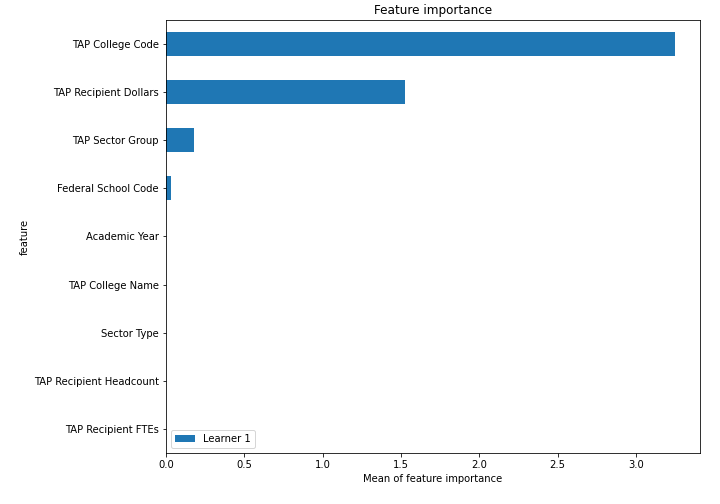 Feature importance
TAP College Code
TAP Recipient Dollars
TAP Sector Group
Federal School Code
Academic Year
TAP College Name
Sector Type
TAP Recipient Headcount
TAP Recipient FTEs
feature
Learner 1
0.0 0.5 1.0 1.5 2.0 2.5 3.0
Mean of feature importance